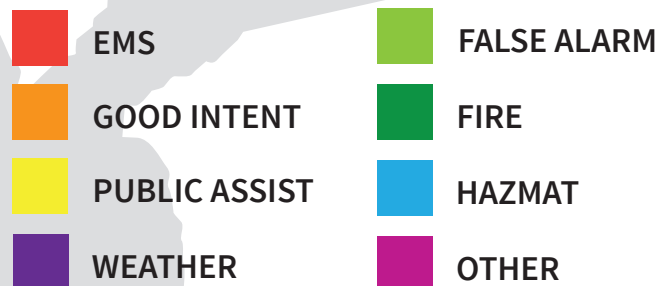 EMS
GOOD INTENT
PUBLIC ASSIST
WEATHER
FALSE ALARM
FIRE
HAZMAT
OTHER